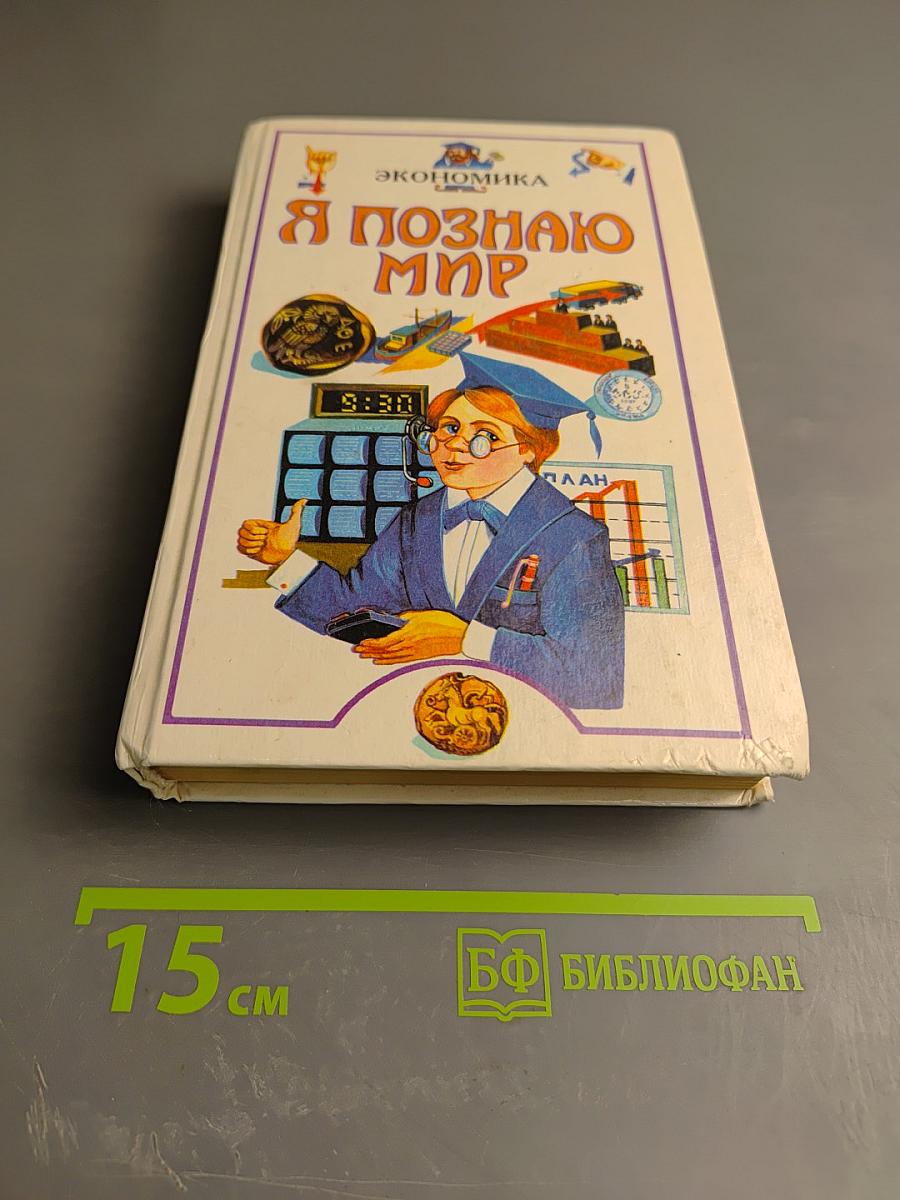 ЭКОНОМИКА
Я ПОЗНАЮ
МИР
9:30
ПЛАН
15 см
БФ БИБЛИОФАН